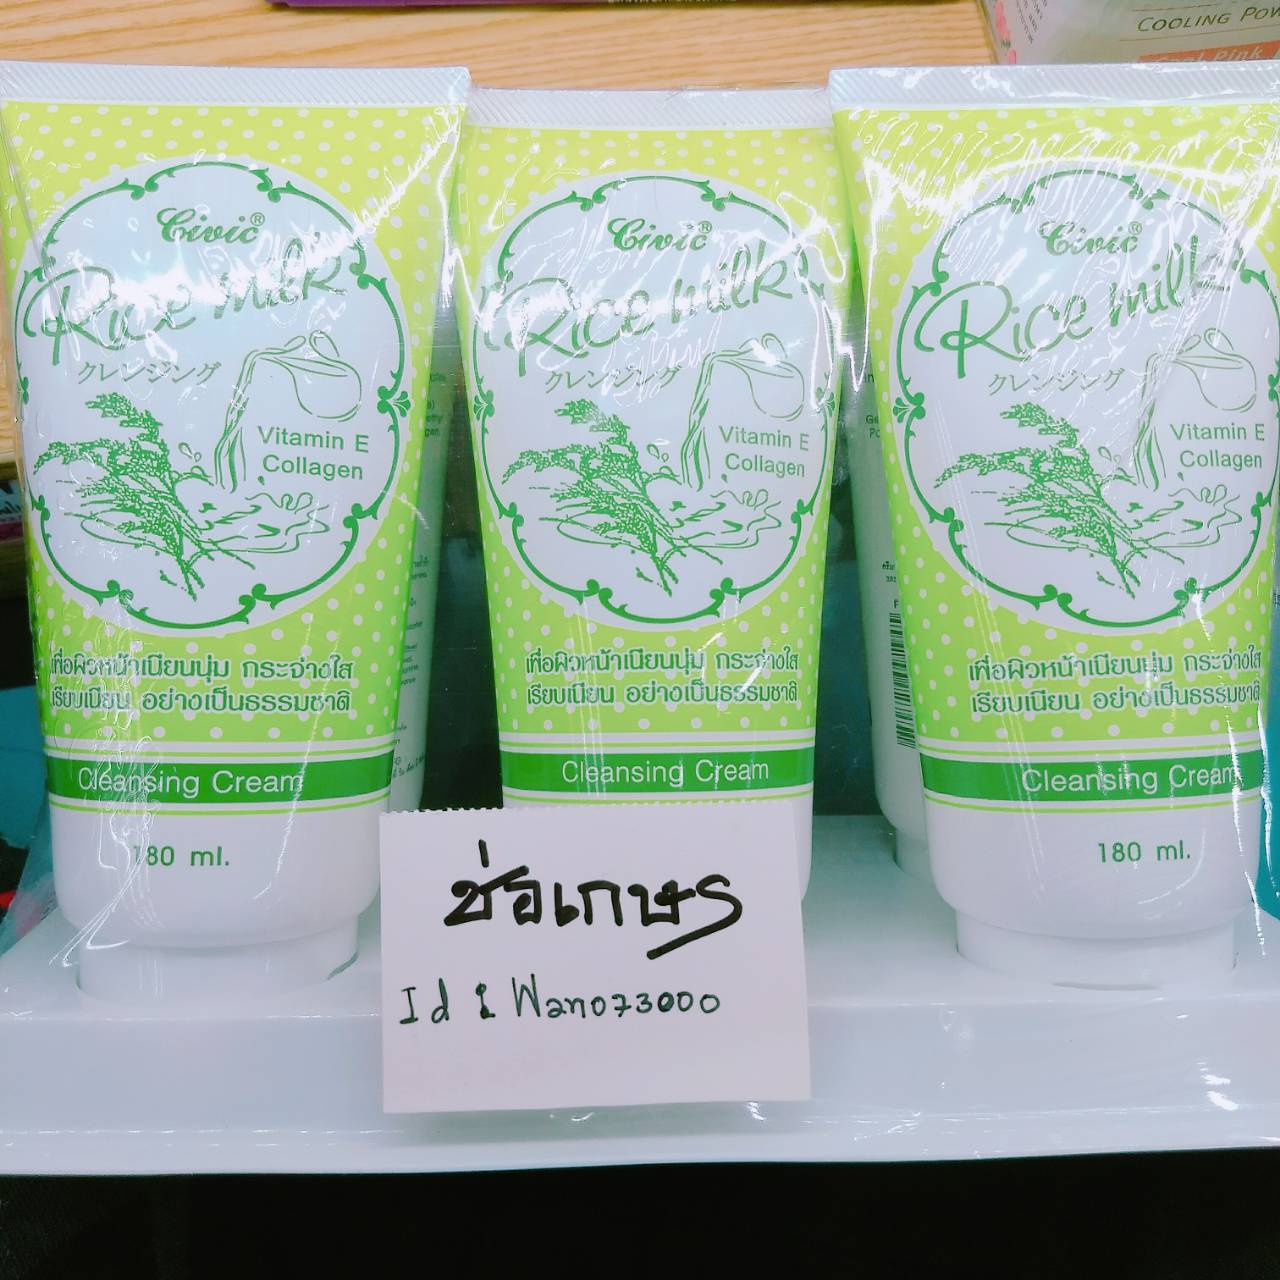 COOLING POW
Civic®
Rice milk
クレンジング
Vitamin E
Collagen
เพื่อผิวหน้าเนียนนุ่ม กระจ่างใส
เรียบเนียน อย่างเป็นธรรมชาติ
Cleansing Cream
180 ml.
Civic®
Rice milk
クレンジング
Vitamin E
Collagen
เพื่อผิวหน้าเนียนนุ่ม กระจ่างใส
เรียบเนียน อย่างเป็นธรรมชาติ
Cleansing Cream
Civic®
Rice milk
クレンジング
Vitamin E
Collagen
เพื่อผิวหน้าเนียนนุ่ม กระจ่างใส
เรียบเนียน อย่างเป็นธรรมชาติ
Cleansing Cream
180 ml.
ช่อเกษร
Id : Wan073000